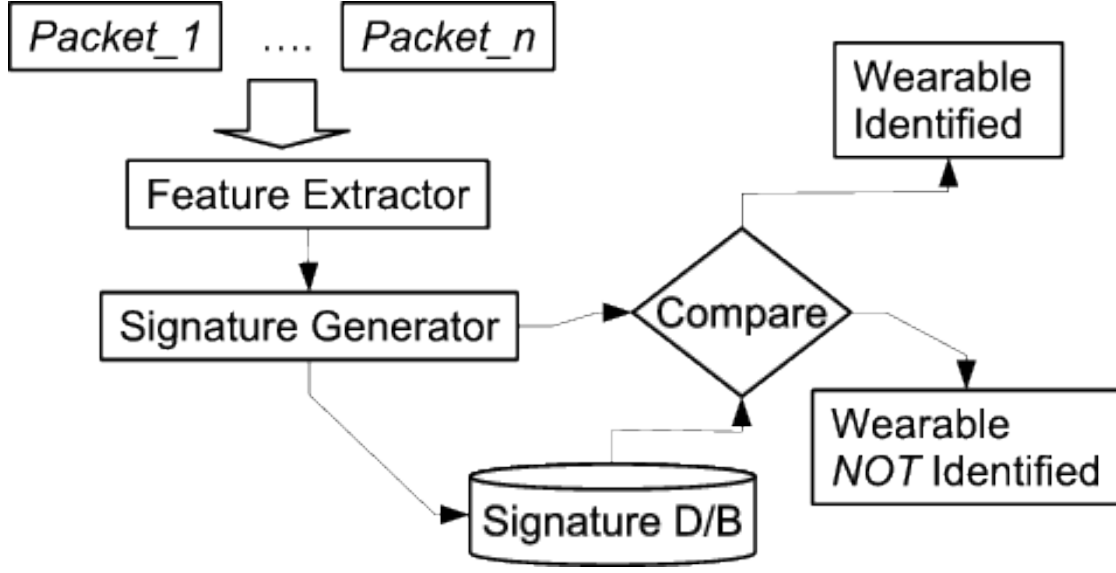 Packet_1 .... Packet_n
Wearable
Identified
Feature Extractor
Signature Generator
Compare
Wearable
NOT Identified
Signature D/B